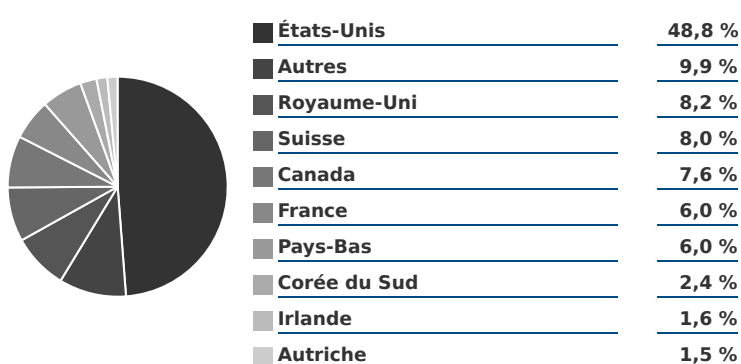 États-Unis 48,8 %
Autres 9,9 %
Royaume-Uni 8,2 %
Suisse 8,0 %
Canada 7,6 %
France 6,0 %
Pays-Bas 6,0 %
Corée du Sud 2,4 %
Irlande 1,6 %
Autriche 1,5 %